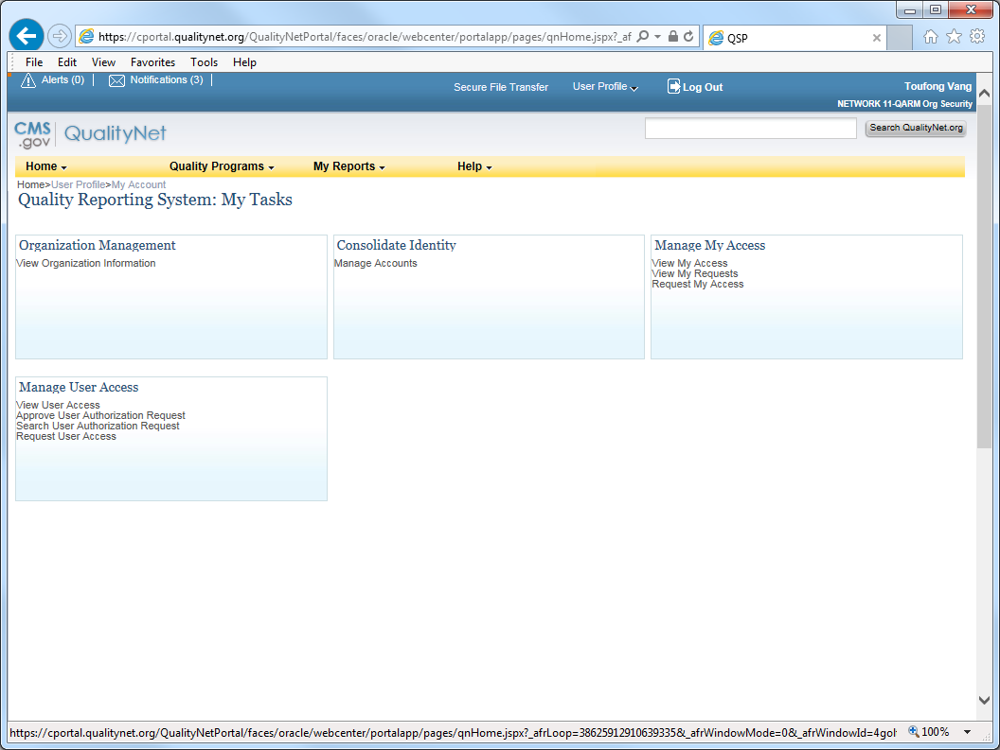 https://cportal.qualitynet.org/QualityNetPortal/faces/oracle/webcenter/portalapp/pages/qnHome.jspx?_af
QSP
File Edit View Favorites Tools Help
Alerts (0) | Notifications (3) |
Secure File Transfer User Profile Log Out Toufong Vang
NETWORK 11-QARM Org Security
CMS
.gov
QualityNet
Search QualityNet.org
Home Quality Programs My Reports Help
Home>User Profile>My Account
Quality Reporting System: My Tasks
Organization Management
View Organization Information
Consolidate Identity
Manage Accounts
Manage My Access
View My Access
View My Requests
Request My Access
Manage User Access
View User Access
Approve User Authorization Request
Search User Authorization Request
Request User Access
https://cportal.qualitynet.org/QualityNetPortal/faces/oracle/webcenter/portalapp/pages/qnHome.jspx?_afrLoop=38625912910639335&_afrWindowMode=0&_afrWindowId=4gol
100%